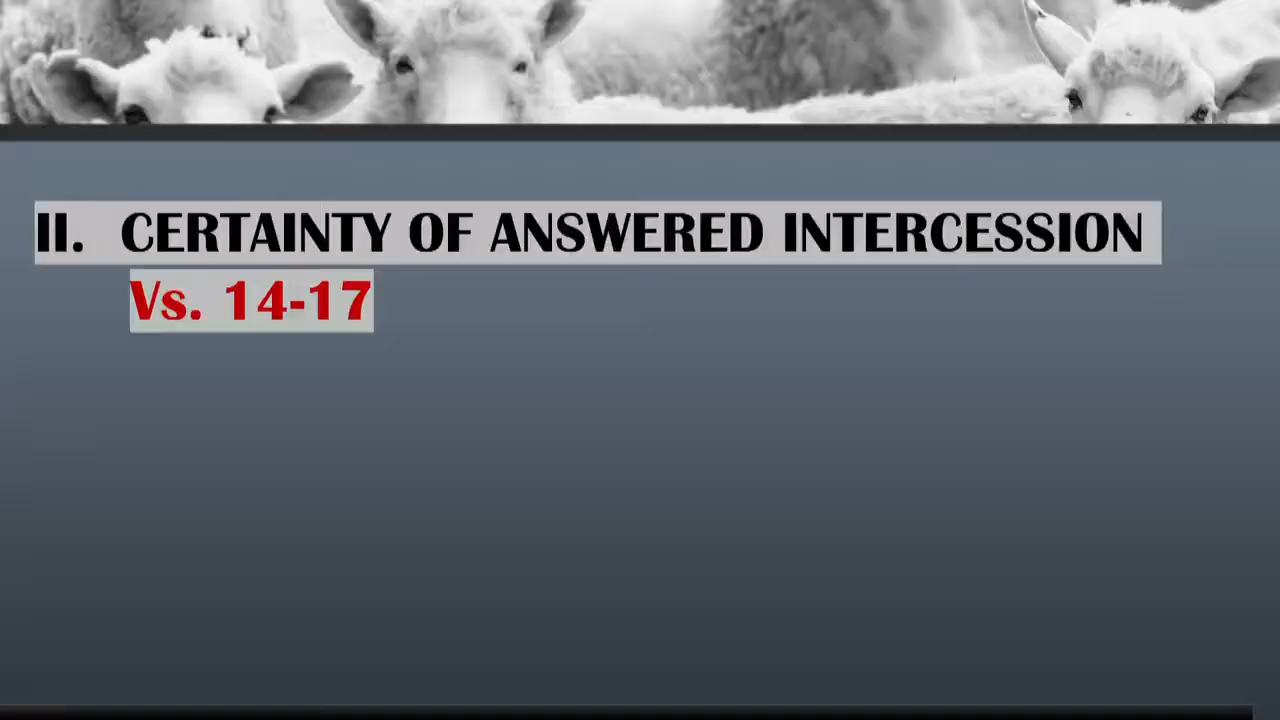 II. CERTAINTY OF ANSWERED INTERCESSION
Vs. 14-17